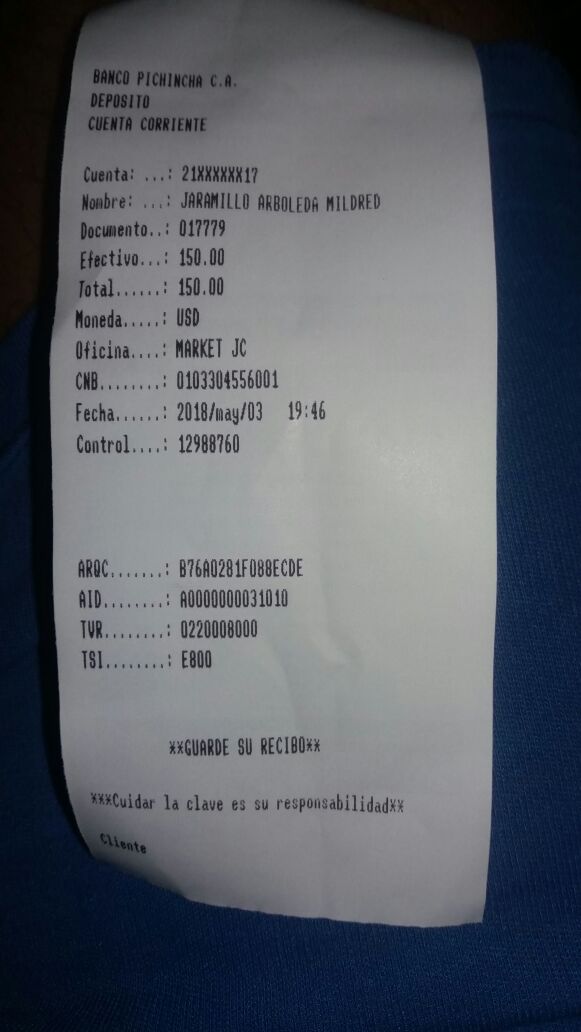 BANCO PICHINCHA C.A.
DEPOSITO
CUENTA CORRIENTE
Cuenta: ...: 21XXXXXX17
Nombre: ...: JARAMILLO ARBOLEDA MILDRED
Documento..: 017779
Efectivo...: 150.00
Total......: 150.00
Moneda.....: USD
Oficina....: MARKET JC
CNB........: 0103304556001
Fecha......: 2018/may/03 19:46
Control....: 12988760
ARQC.......: B76A0281F088ECDE
AID........: A0000000031010
TVR........: 0220008000
TSI........: E800
**GUARDE SU RECIBO**
***Cuidar la clave es su responsabilidad**
Cliente